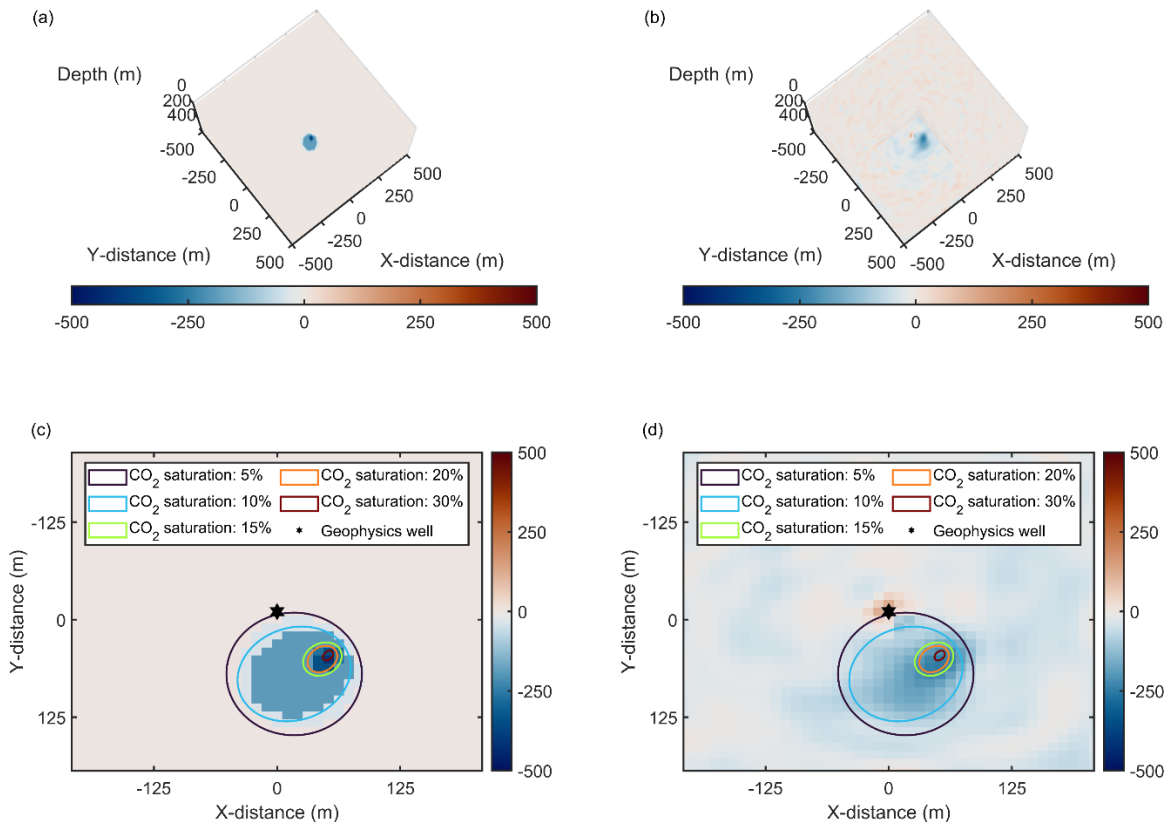 (a)
Depth (m)
0
200
400
-500
-250
0
250
500
Y-distance (m)
500
250
0
-250
-500
X-distance (m)
-500
-250
0
250
500
(b)
Depth (m)
0
200
400
-500
-250
0
250
500
Y-distance (m)
500
250
0
-250
-500
X-distance (m)
-500
-250
0
250
500
(c)
CO2 saturation: 5%
CO2 saturation: 10%
CO2 saturation: 15%
CO2 saturation: 20%
CO2 saturation: 30%
Geophysics well
-125
0
125
Y-distance (m)
-125
0
125
X-distance (m)
500
250
0
-250
-500
(d)
CO2 saturation: 5%
CO2 saturation: 10%
CO2 saturation: 15%
CO2 saturation: 20%
CO2 saturation: 30%
Geophysics well
-125
0
125
Y-distance (m)
-125
0
125
X-distance (m)
500
250
0
-250
-500